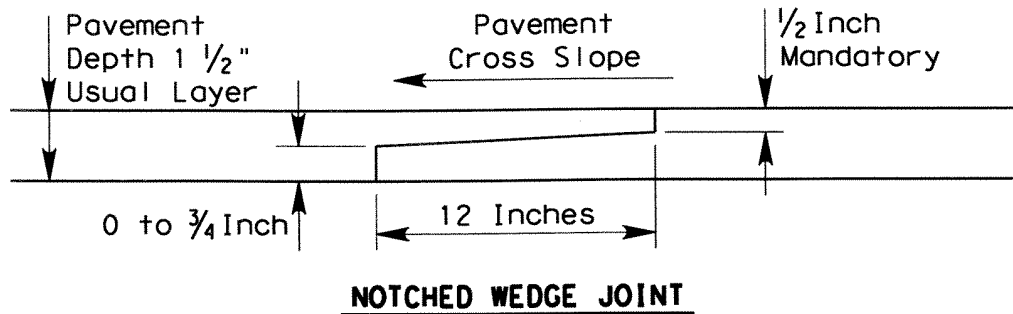 Pavement
Depth 1 ½"
Usual Layer
Pavement
Cross Slope
½ Inch
Mandatory
0 to ¾ Inch
12 Inches
NOTCHED WEDGE JOINT